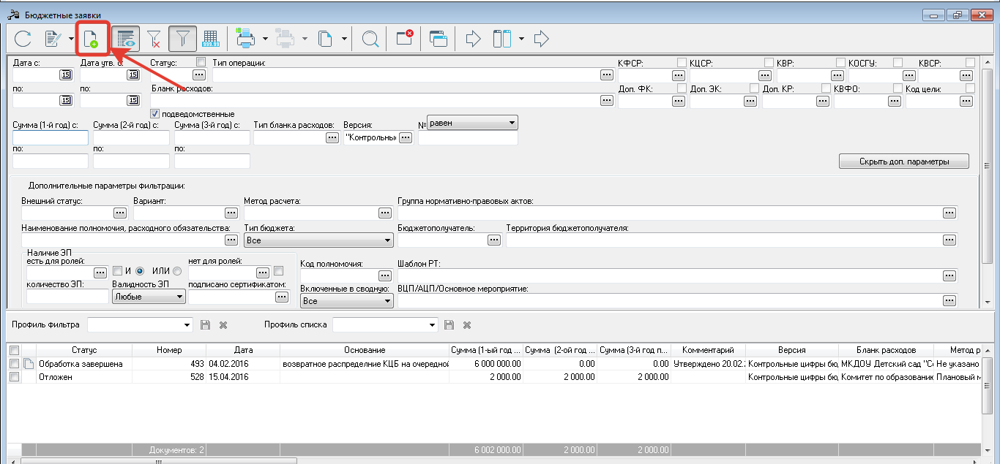 Бюджетные заявки
Дата с: Дата утв. с: Статус: Тип операции: КФСР: КЦСР: КВР: КОСГУ: КВСР:
15 15
по: по: Бланк расходов: Доп. ФК: Доп. ЭК: Доп. КР: КВФО: Код цели:
15 15
подведомственные
Сумма (1-й год) с: Сумма (2-й год) с: Сумма (3-й год) с: Тип бланка расходов: Версия: № равен
"Контрольны
по: по: по:
Скрыть доп. параметры
Дополнительные параметры фильтрации:
Внешний статус: Вариант: Метод расчета: Группа нормативно-правовых актов:
Наименование полномочия, расходного обязательства: Тип бюджета: Бюджетополучатель: Территория бюджетополучателя:
Все
Наличие ЭП
есть для ролей: И ИЛИ нет для ролей: Код полномочия: Шаблон РТ:
количество ЭП: Валидность ЭП подписано сертификатом: Включенные в сводную: ВЦП/АЦП/Основное мероприятие:
Любые Все
Профиль фильтра Профиль списка
Статус Номер Дата Основание Сумма (1-ый год ... Сумма (2-ой год ... Сумма (3-й год п... Комментарий Версия Бланк расходов Метод р
Обработка завершена 493 04.02.2016 возвратное распределние КЦБ на очередной 6 000 000.00 0.00 0.00 Утверждено 20.02.2 Контрольные цифры бюд МКДОУ Детский сад "Со Не указано
Отложен 528 15.04.2016 2 000.00 2 000.00 2 000.00 Контрольные цифры бюд Комитет по образованик Плановый м
Документов: 2 6 002 000.00 2 000.00 2 000.00